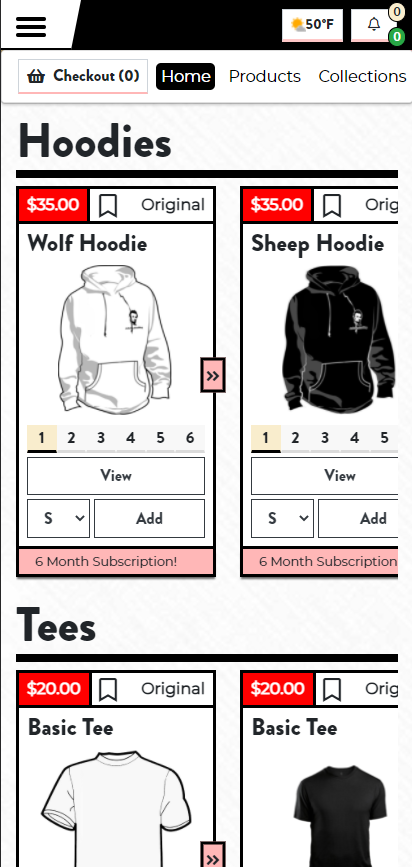 50°F
0
0
Checkout (0) Home Products Collections
Hoodies
$35.00 Original
Wolf Hoodie
1 2 3 4 5 6
View
S Add
6 Month Subscription!
$35.00 Orig
Sheep Hoodie
1 2 3 4 5
View
S Add
6 Month Subscription
Tees
$20.00 Original
Basic Tee
$20.00 Orig
Basic Tee